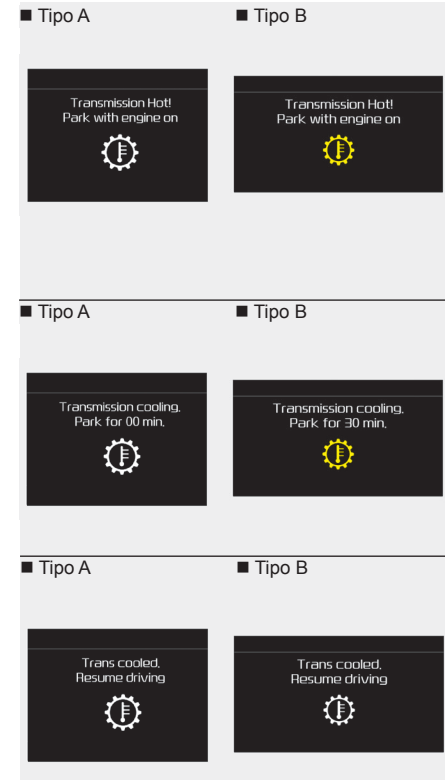 ■ Tipo A
■ Tipo B
Transmission Hot!
Park with engine on
Transmission Hot!
Park with engine on
■ Tipo A
■ Tipo B
Transmission cooling.
Park for 00 min.
Transmission cooling.
Park for 30 min.
■ Tipo A
■ Tipo B
Trans cooled.
Resume driving
Trans cooled.
Resume driving